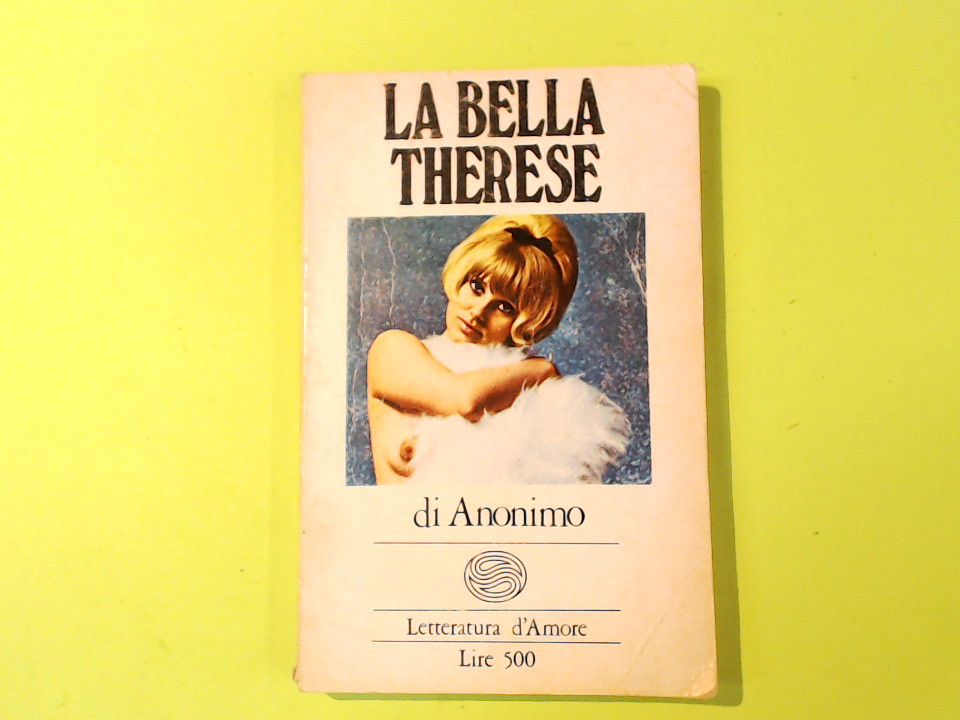 LA BELLA
THERESE
di Anonimo
Letteratura d'Amore
Lire 500